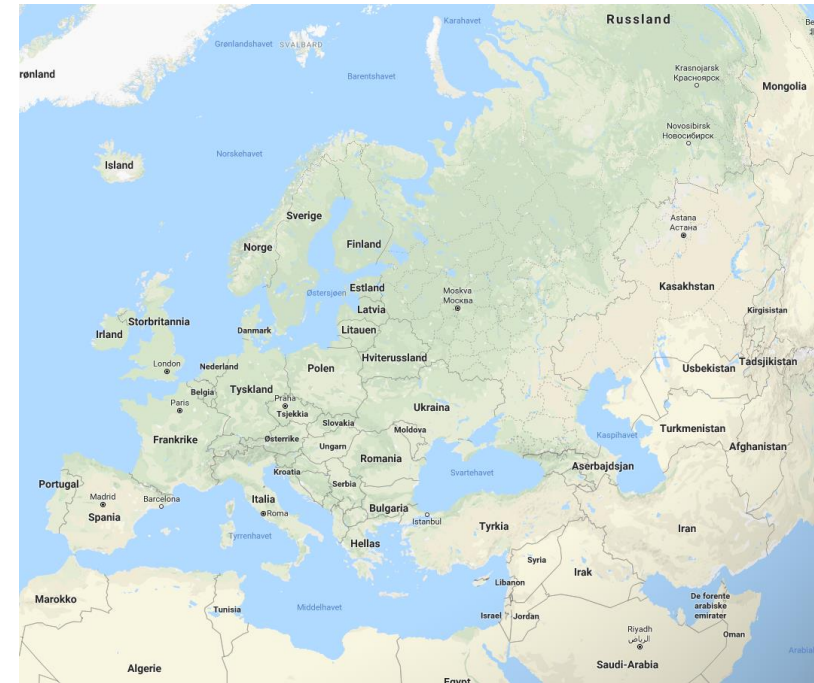 Karahavet
Russland
Grønlandshavet
SVALBARD
rønland
Barentshavet
Krasnojarsk
Красноярск
Mongolia
Novosibirsk
Новосибирск
Norskehavet
Island
Sverige
Astana
Астана
Norge
Finland
Estland
Østersjøen
Moskva
Москва
Kasakhstan
Latvia
Kirgisistan
Storbritannia
Irland
Danmark
Litauen
Hviterussland
Tadsjikistan
London
Nederland
Polen
Usbekistan
Belgia
Tyskland
Paris
Praha
Tsjekkia
Ukraina
Slovakia
Moldova
Turkmenistan
Frankrike
Østerrike
Ungarn
Kaspihavet
Afghanistan
Romania
Aserbajdsjan
Kroatia
Svartehavet
Portugal
Serbia
Madrid
Barcelona
Italia
Bulgaria
Spania
Roma
Istanbul
Tyrkia
Iran
Tyrrenhavet
Hellas
Syria
Irak
Libanon
Marokko
Tunisia
Middelhavet
De forente
arabiske
emirater
Israel
Jordan
Riyadh
الرياض
Oman
Arabia
Saudi-Arabia
Algerie
Egypt